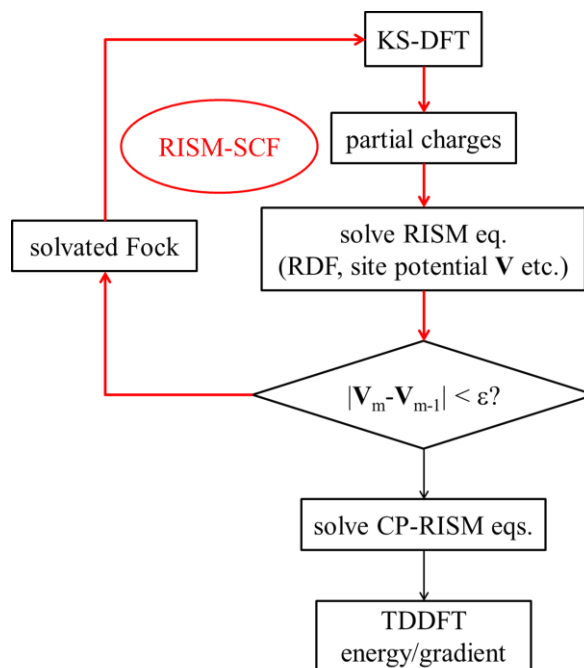 KS-DFT
RISM-SCF
partial charges
solvated Fock
solve RISM eq.
(RDF, site potential V etc.)
|Vm-Vm-1| < ε?
solve CP-RISM eqs.
TDDFT
energy/gradient